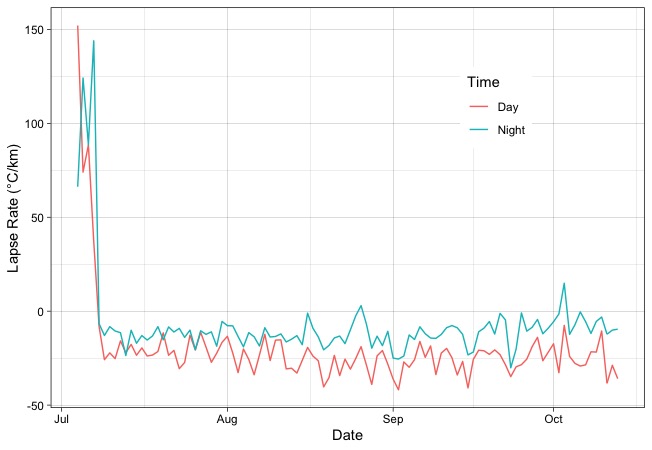 150
100
50
0
-50
Lapse Rate (°C/km)
Time
Day
Night
Jul
Aug
Sep
Oct
Date